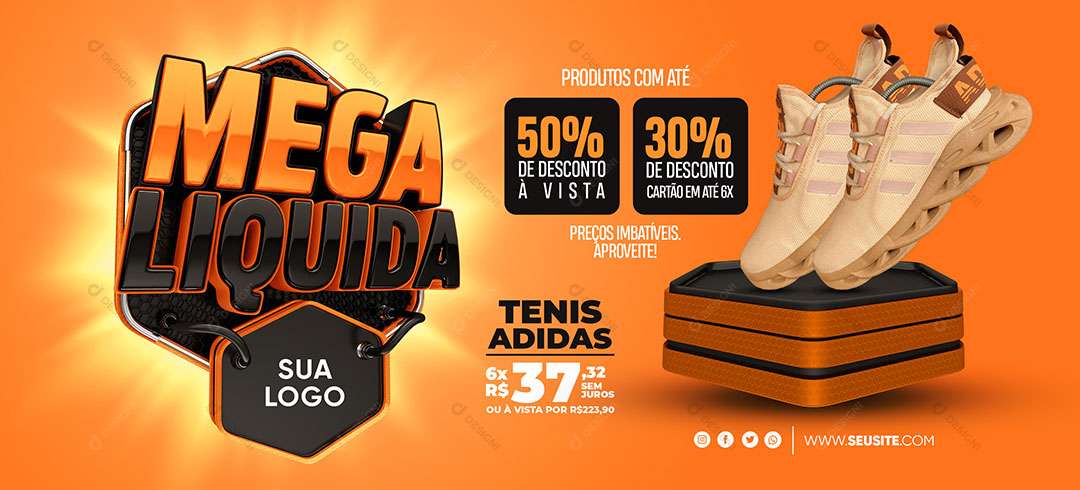 MEGA
LIQUIDA
SUA
LOGO
PRODUTOS COM ATÉ
50%
DE DESCONTO
À VISTA
30%
DE DESCONTO
CARTÃO EM ATÉ 6X
PREÇOS IMBATÍVEIS.
APROVEITE!
TENIS
ADIDAS
6x
R$ 37,32
SEM
JUROS
OU À VISTA POR R$223,90
WWW.SEUSITE.COM
DESIGNI